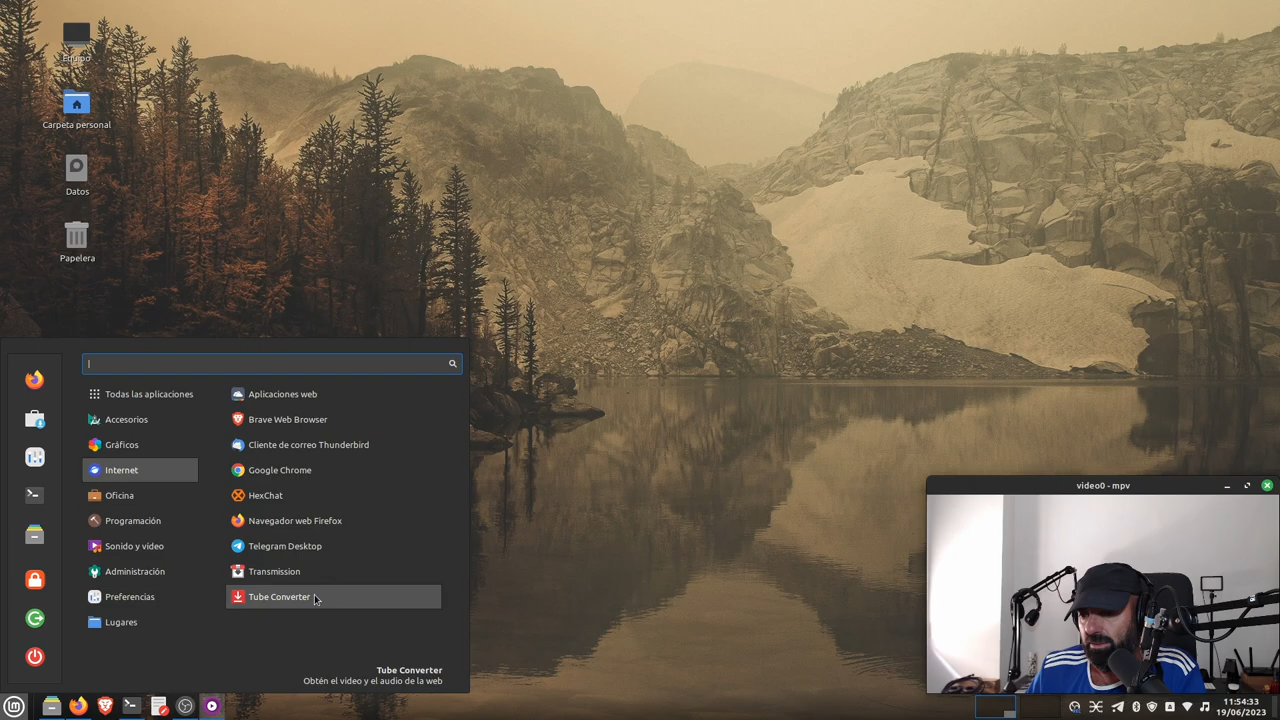 Equipo
Carpeta personal
Datos
Papelera
Todas las aplicaciones
Accesorios
Gráficos
Internet
Oficina
Programación
Sonido y video
Administración
Preferencias
Lugares
Aplicaciones web
Brave Web Browser
Cliente de correo Thunderbird
Google Chrome
HexChat
Navegador web Firefox
Telegram Desktop
Transmission
Tube Converter
Tube Converter
Obtén el video y el audio de la web
video0 - mpv
11:54:33
19/06/2023